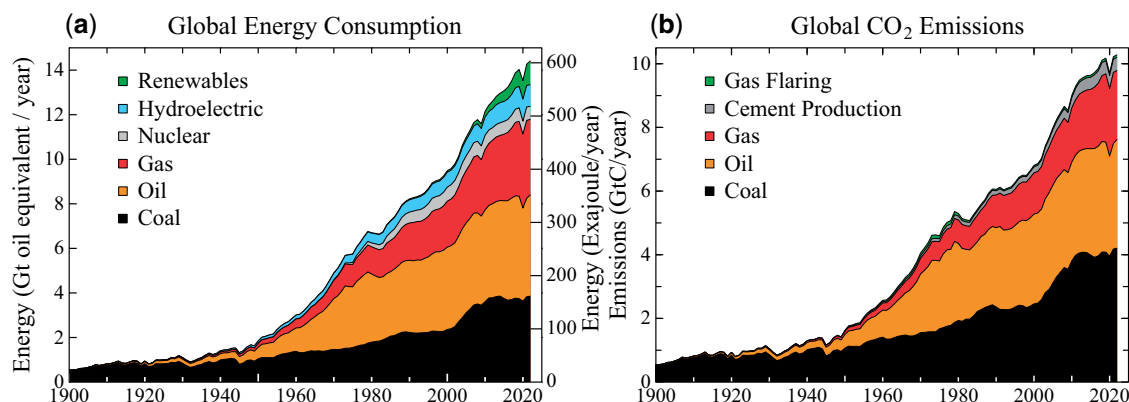 (a) Global Energy Consumption
Energy (Gt oil equivalent / year)
14
12
10
8
6
4
2
0
Renewables
Hydroelectric
Nuclear
Gas
Oil
Coal
600
500
400
300
200
100
0
Energy (Exajoule/year)
1900 1920 1940 1960 1980 2000 2020
(b) Global CO₂ Emissions
Emissions (GtC/year)
10
8
6
4
2
0
Gas Flaring
Cement Production
Gas
Oil
Coal
1900 1920 1940 1960 1980 2000 2020